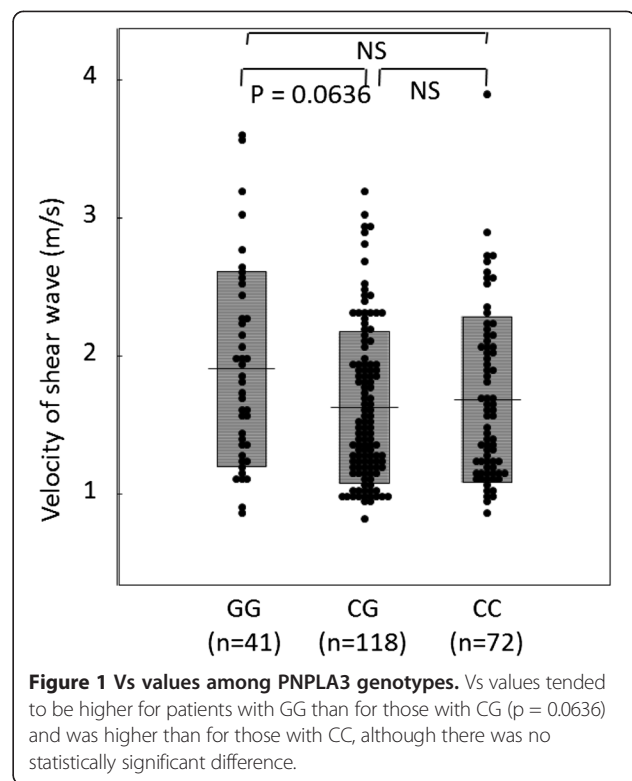 NS
P = 0.0636
NS
4
3
2
1
Velocity of shear wave (m/s)
GG CG CC
(n=41) (n=118) (n=72)
Figure 1 Vs values among PNPLA3 genotypes. Vs values tended
to be higher for patients with GG than for those with CG (p = 0.0636)
and was higher than for those with CC, although there was no
statistically significant difference.